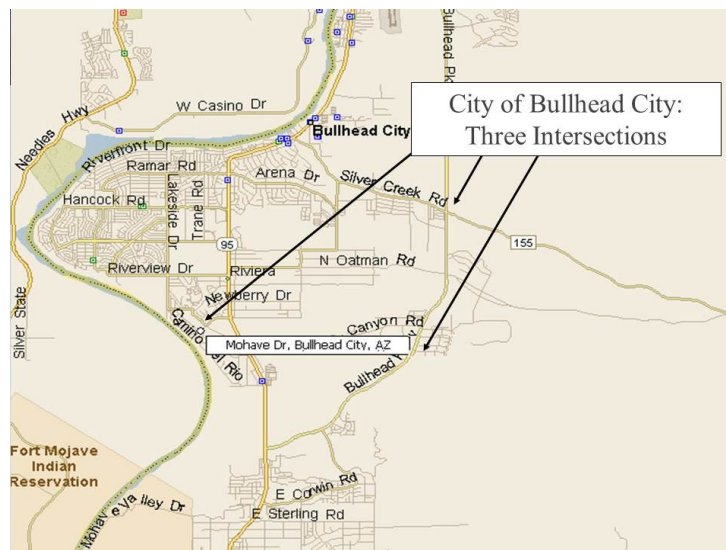 Bullhead Pk
City of Bullhead City:
Three Intersections
W Casino Dr
Needles Hwy
Bullhead City
Riverfront Dr
Ramar Rd
Arena Dr
Silver Creek Rd
Hancock Rd
Lakeside Dr
Trane Rd
95
155
Riverview Dr
Riviera
N Oatman Rd
Newberry Dr
Silver State
Canyon Rd
Mohave Dr, Bullhead City, AZ
el Rio
Bullhead
Fort Mojave
Indian
Reservation
Mohave Valley Dr
E Corwin Rd
E Sterling Rd